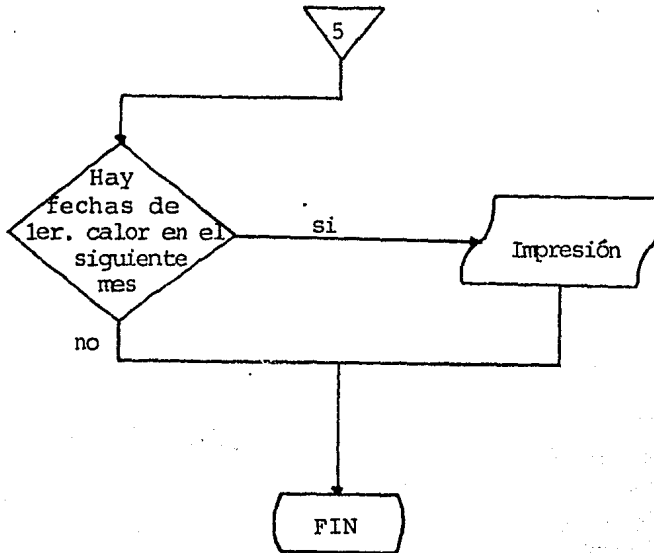 5
Hay
fechas de
1er. calor en el
siguiente
mes
si
Impresión
no
FIN